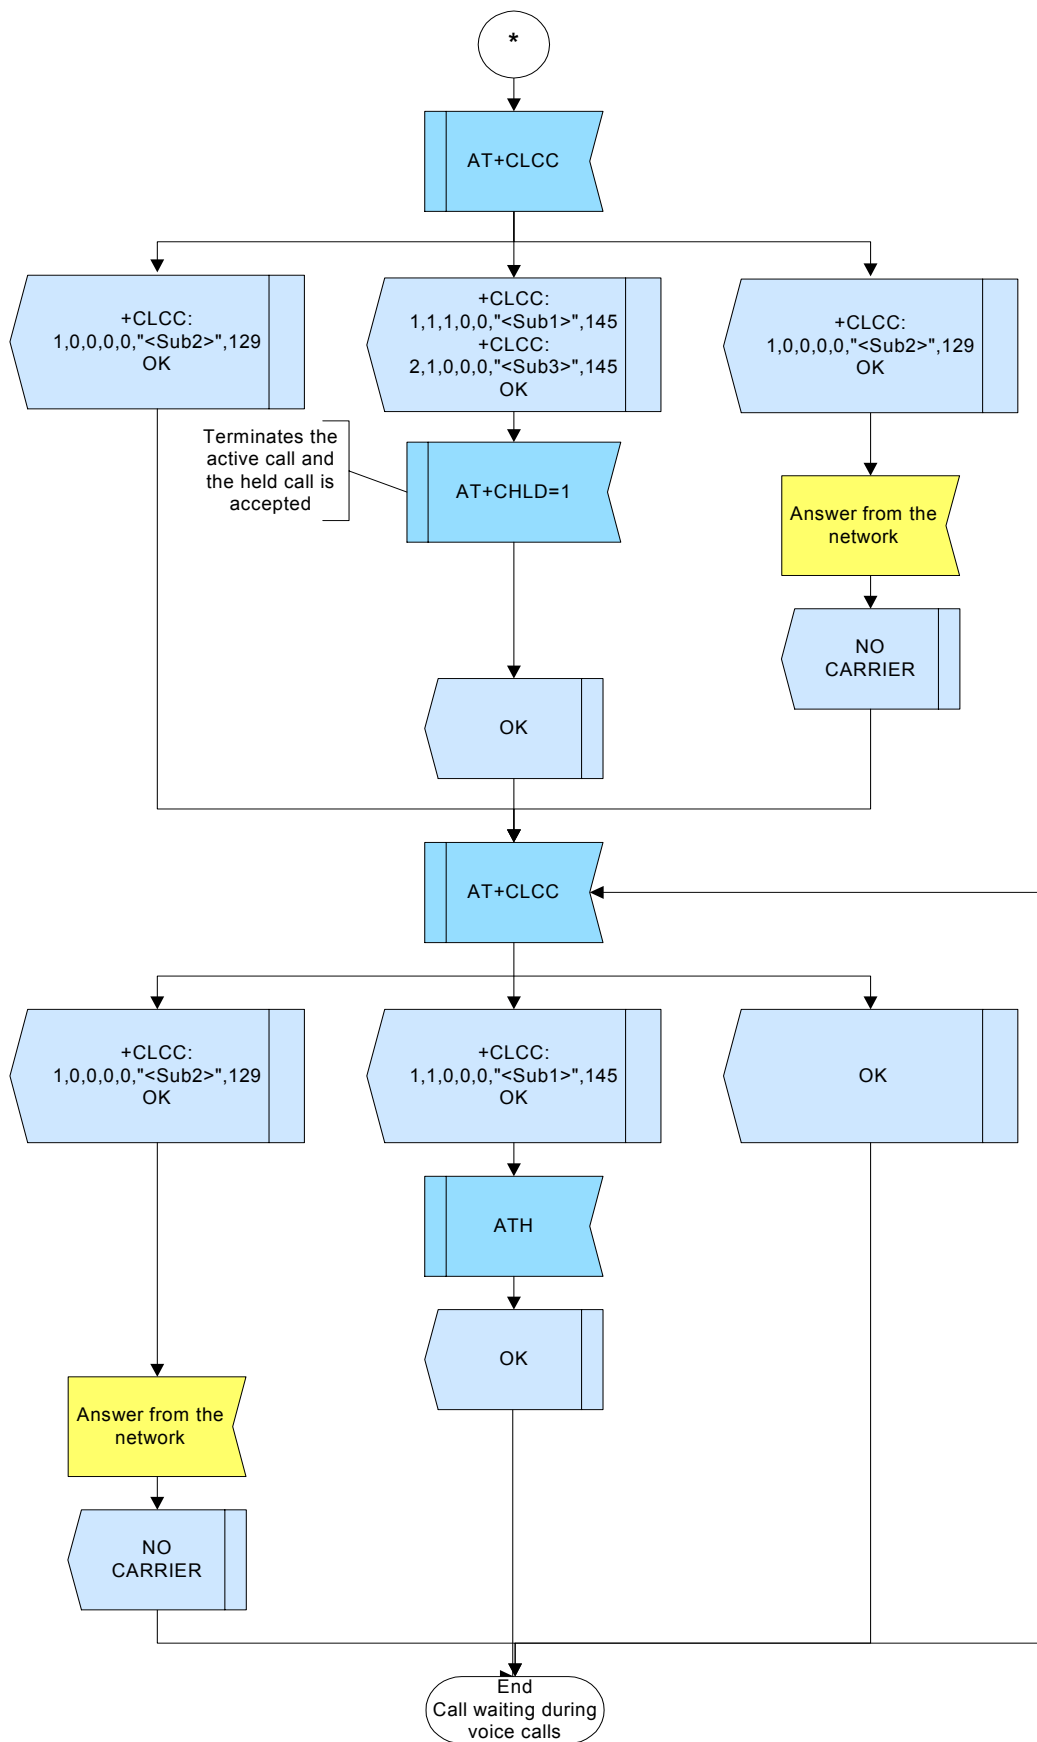 *
AT+CLCC
+CLCC:
1,0,0,0,0,"<Sub2>",129
OK
+CLCC:
1,1,1,0,0,"<Sub1>",145
+CLCC:
2,1,0,0,0,"<Sub3>",145
OK
+CLCC:
1,0,0,0,0,"<Sub2>",129
OK
Terminates the
active call and
the held call is
accepted
AT+CHLD=1
Answer from the
network
NO
CARRIER
OK
AT+CLCC
+CLCC:
1,0,0,0,0,"<Sub2>",129
OK
+CLCC:
1,1,0,0,0,"<Sub1>",145
OK
OK
ATH
OK
Answer from the
network
NO
CARRIER
End
Call waiting during
voice calls